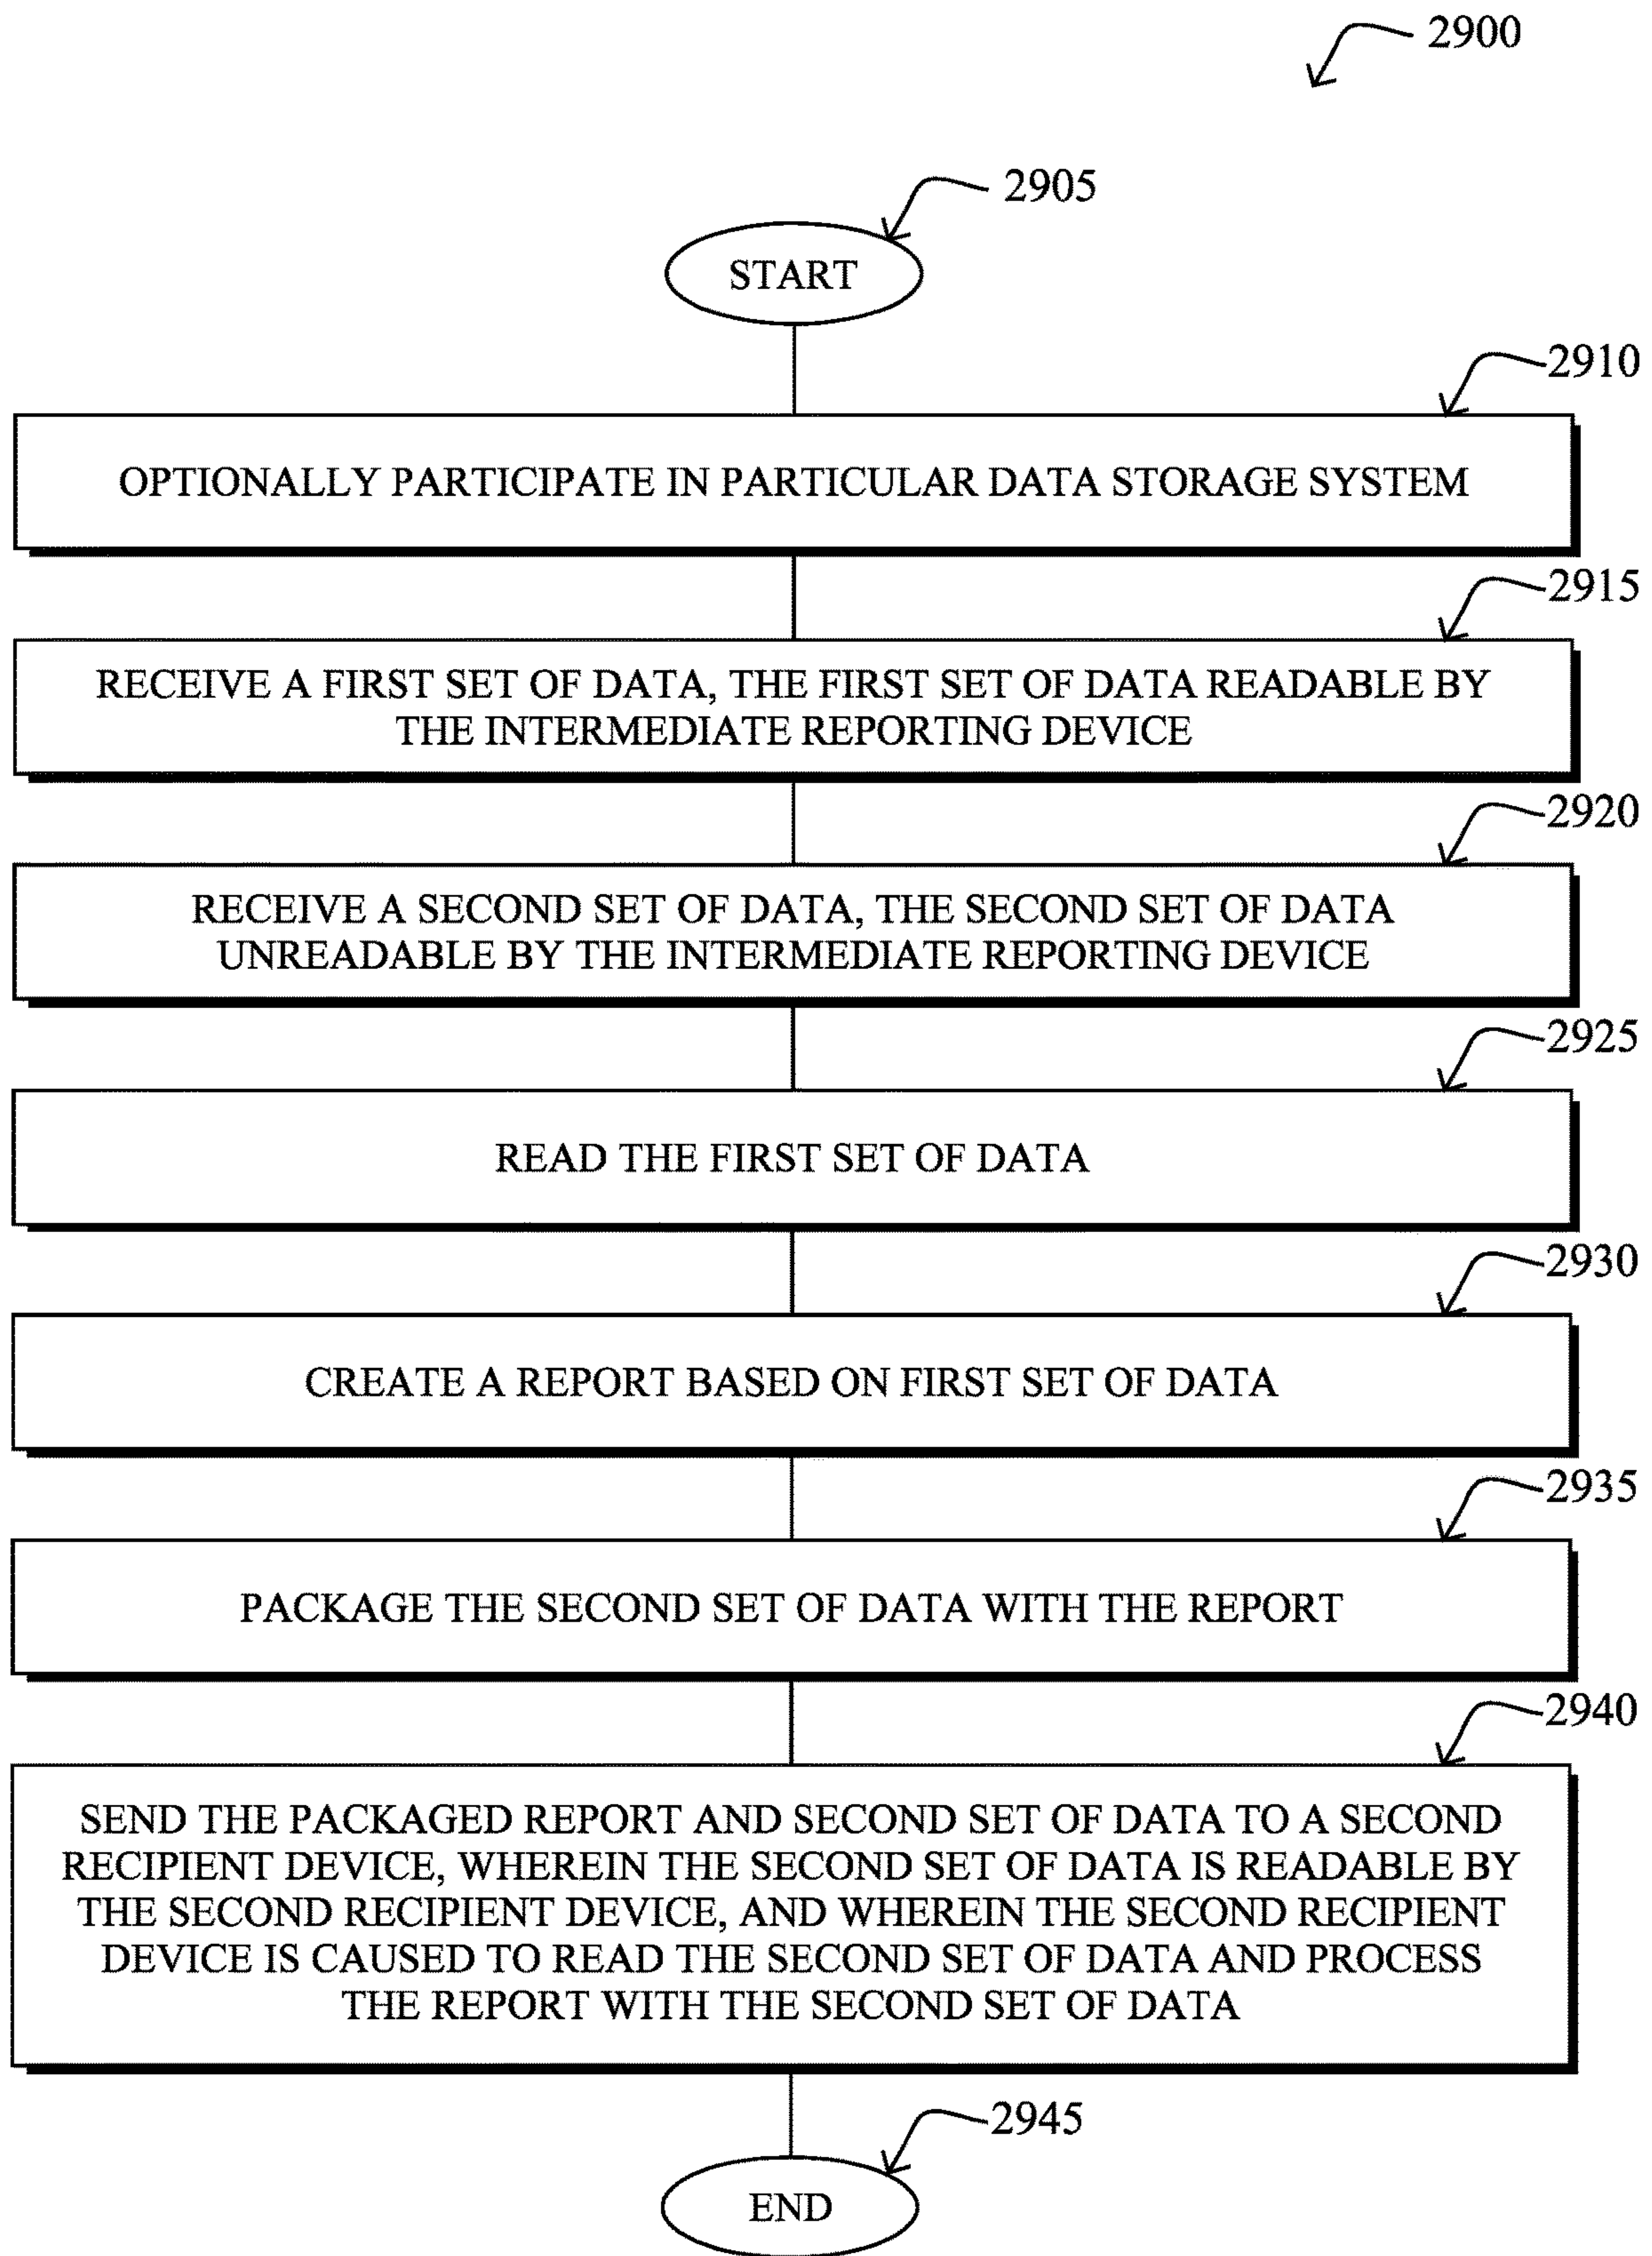 2900
2905
START
2910
OPTIONALLY PARTICIPATE IN PARTICULAR DATA STORAGE SYSTEM
2915
RECEIVE A FIRST SET OF DATA, THE FIRST SET OF DATA READABLE BY
THE INTERMEDIATE REPORTING DEVICE
2920
RECEIVE A SECOND SET OF DATA, THE SECOND SET OF DATA
UNREADABLE BY THE INTERMEDIATE REPORTING DEVICE
2925
READ THE FIRST SET OF DATA
2930
CREATE A REPORT BASED ON FIRST SET OF DATA
2935
PACKAGE THE SECOND SET OF DATA WITH THE REPORT
2940
SEND THE PACKAGED REPORT AND SECOND SET OF DATA TO A SECOND
RECIPIENT DEVICE, WHEREIN THE SECOND SET OF DATA IS READABLE BY
THE SECOND RECIPIENT DEVICE, AND WHEREIN THE SECOND RECIPIENT
DEVICE IS CAUSED TO READ THE SECOND SET OF DATA AND PROCESS
THE REPORT WITH THE SECOND SET OF DATA
2945
END